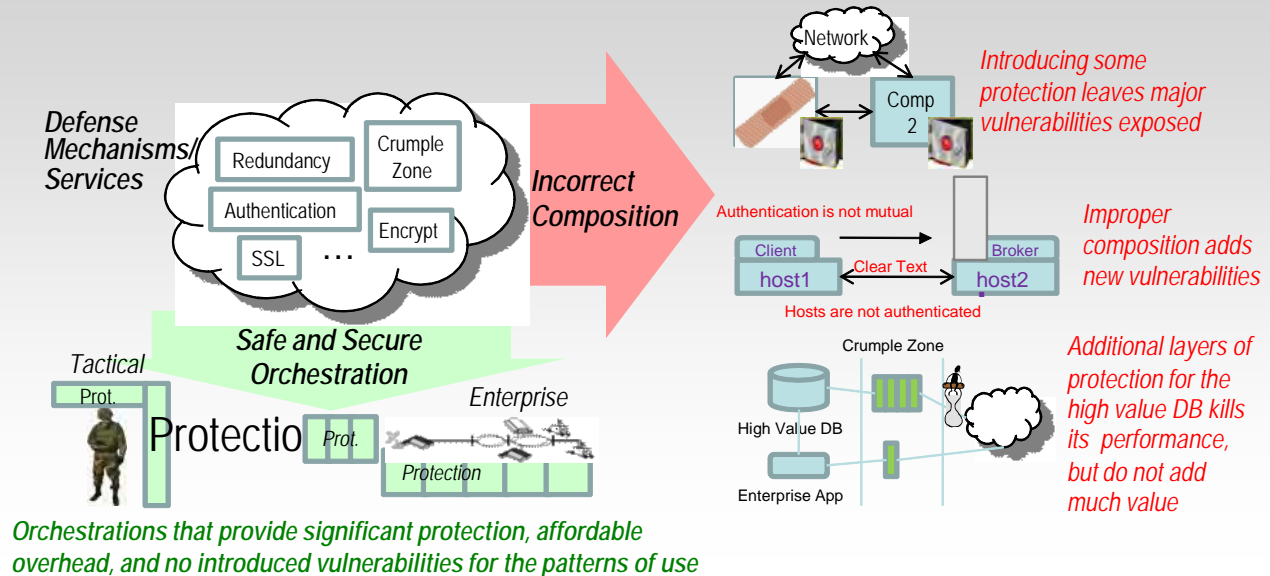 Defense
Mechanisms/
Services
Redundancy
Crumple
Zone
Authentication
Encrypt
SSL
...
Incorrect
Composition
Network
Comp
2
Introducing some
protection leaves major
vulnerabilities exposed
Authentication is not mutual
Client
Broker
Clear Text
host1
host2
Hosts are not authenticated
Improper
composition adds
new vulnerabilities
Safe and Secure
Orchestration
Tactical
Prot.
Protectio
Prot.
Enterprise
Protection
Crumple Zone
High Value DB
Enterprise App
Additional layers of
protection for the
high value DB kills
its performance,
but do not add
much value
Orchestrations that provide significant protection, affordable
overhead, and no introduced vulnerabilities for the patterns of use